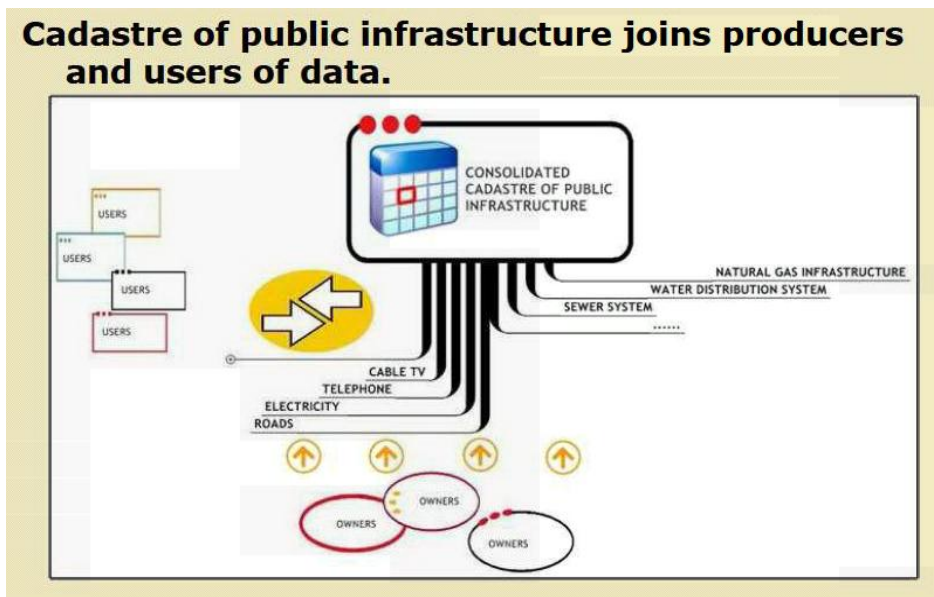 Cadastre of public infrastructure joins producers
and users of data.
CONSOLIDATED
CADASTRE OF PUBLIC
INFRASTRUCTURE
USERS
USERS
USERS
USERS
NATURAL GAS INFRASTRUCTURE
WATER DISTRIBUTION SYSTEM
SEWER SYSTEM
......
CABLE TV
TELEPHONE
ELECTRICITY
ROADS
OWNERS
OWNERS
OWNERS